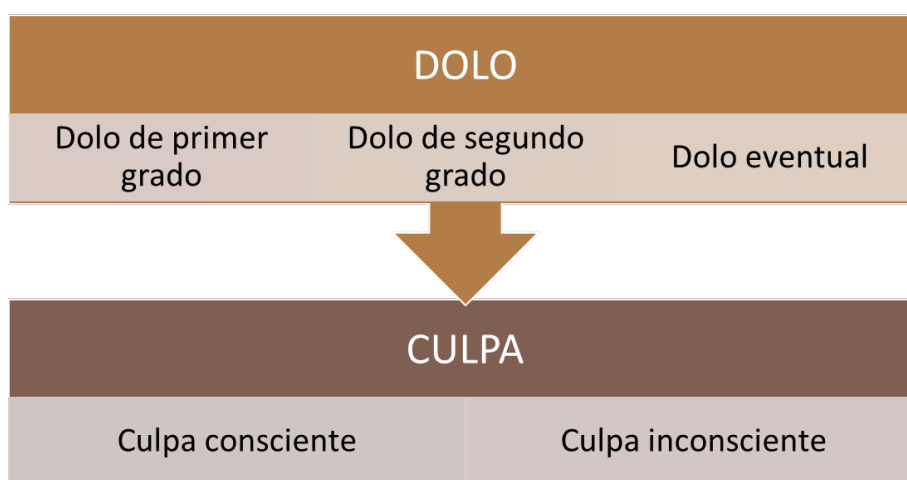 DOLO
Dolo de primer
grado
Dolo de segundo
grado
Dolo eventual
CULPA
Culpa consciente
Culpa inconsciente